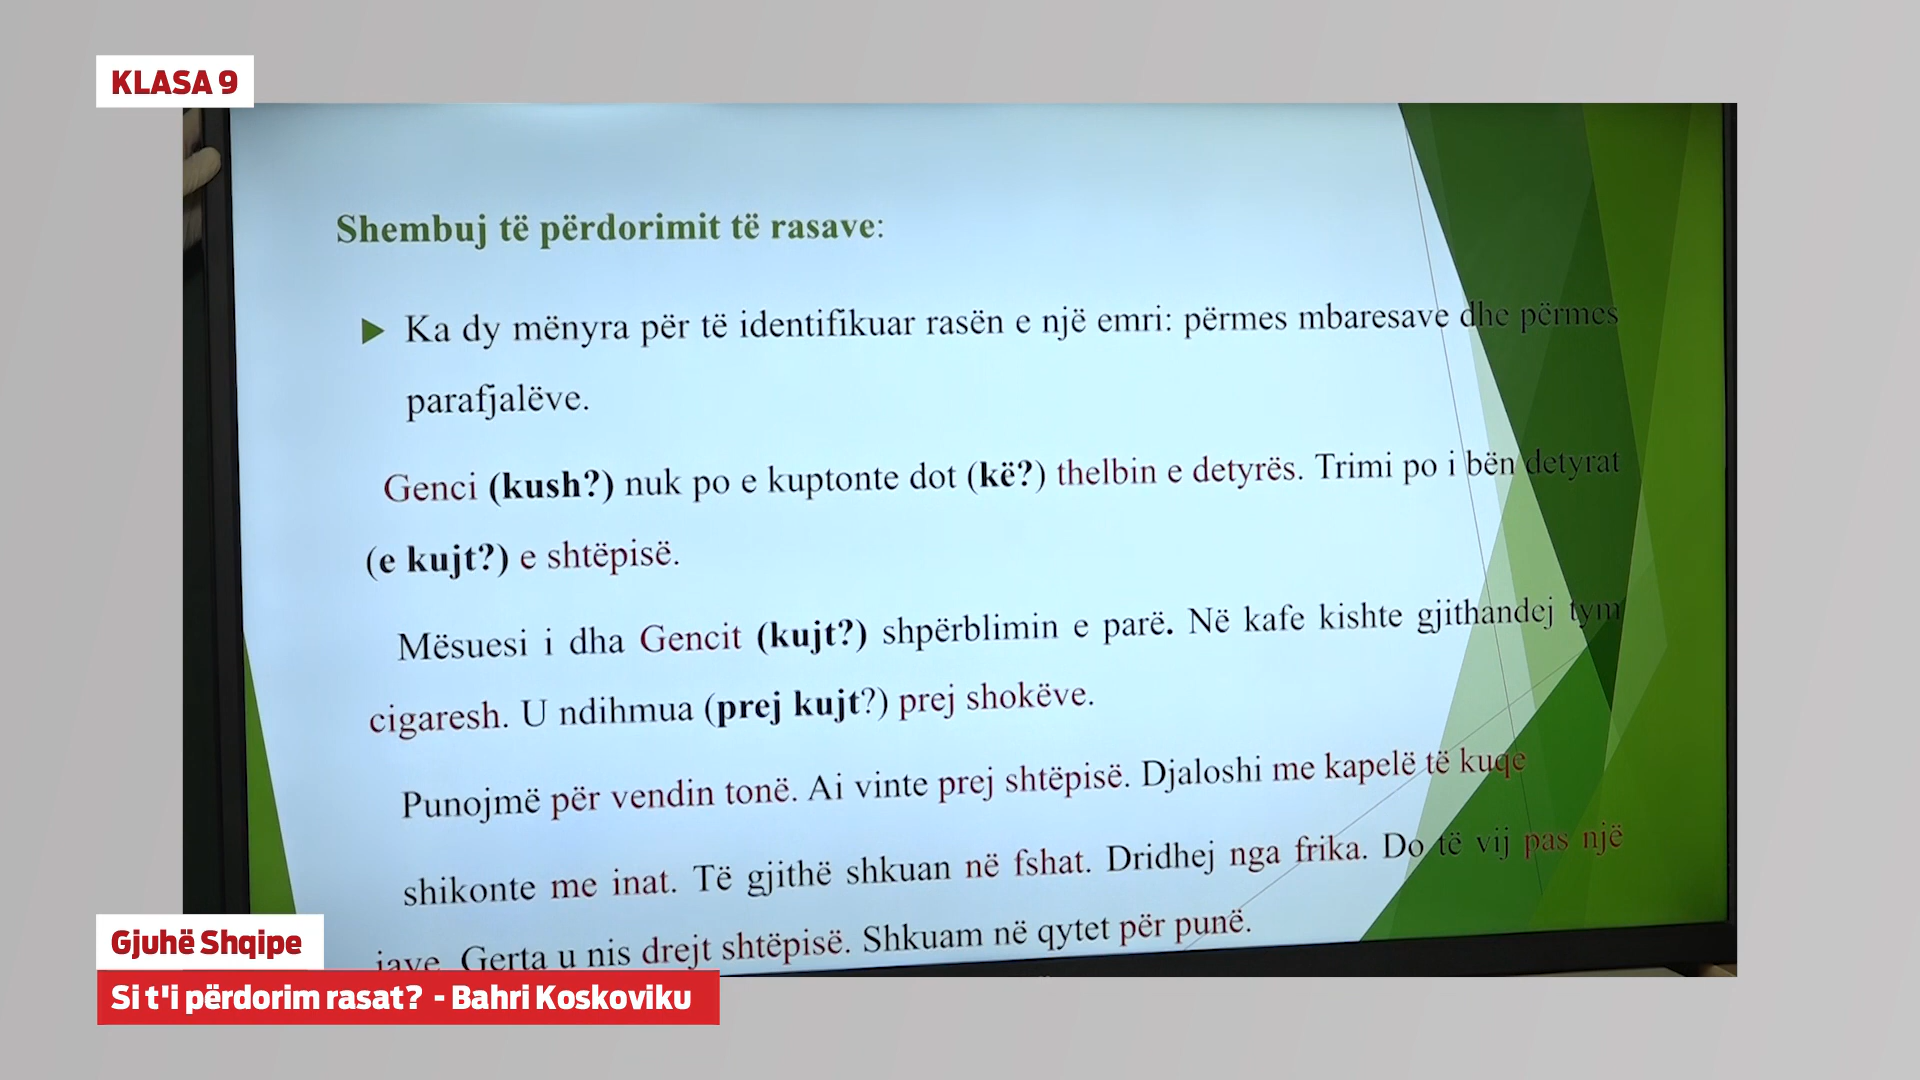 KLASA 9
Shembuj të përdorimit të rasave:
Ka dy mënyra për të identifikuar rasën e një emri: përmes mbaresave dhe përmes
parafjalëve.
Genci (kush?) nuk po e kuptonte dot (kë?) thelbin e detyrës. Trimi po i bën detyrat
(e kujt?) e shtëpisë.
Mësuesi i dha Gencit (kujt?) shpërblimin e parë. Në kafe kishte gjithandej tym
cigaresh. U ndihmua (prej kujt?) prej shokëve.
Punojmë për vendin tonë. Ai vinte prej shtëpisë. Djaloshi me kapelë të kuqe
shikonte me inat. Të gjithë shkuan në fshat. Dridhej nga frika. Do të vij pas një
jave. Gerta u nis drejt shtëpisë. Shkuam në qytet për punë.
Gjuhë Shqipe
Si t'i përdorim rasat? - Bahri Koskoviku